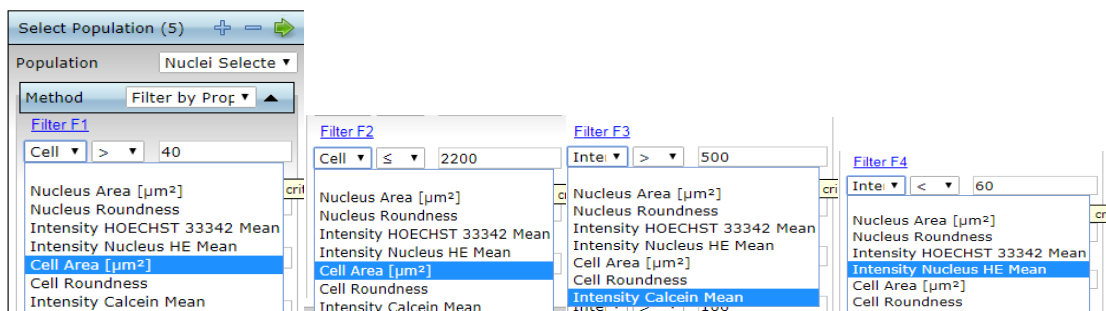 Select Population (5)
Population Nuclei Selecte
Method Filter by Prop
Filter F1
Cell > 40
Nucleus Area [µm²]
Nucleus Roundness
Intensity HOECHST 33342 Mean
Intensity Nucleus HE Mean
Cell Area [µm²]
Cell Roundness
Intensity Calcein Mean
crit
Filter F2
Cell ≤ 2200
Nucleus Area [µm²]
Nucleus Roundness
Intensity HOECHST 33342 Mean
Intensity Nucleus HE Mean
Cell Area [µm²]
Cell Roundness
Intensity Calcein Mean
Filter F3
Inte > 500
Nucleus Area [µm²]
Nucleus Roundness
Intensity HOECHST 33342 Mean
Intensity Nucleus HE Mean
Cell Area [µm²]
Cell Roundness
Intensity Calcein Mean
cri
Filter F4
Inte < 60
Nucleus Area [µm²]
Nucleus Roundness
Intensity HOECHST 33342 Mean
Intensity Nucleus HE Mean
Cell Area [µm²]
Cell Roundness
cr